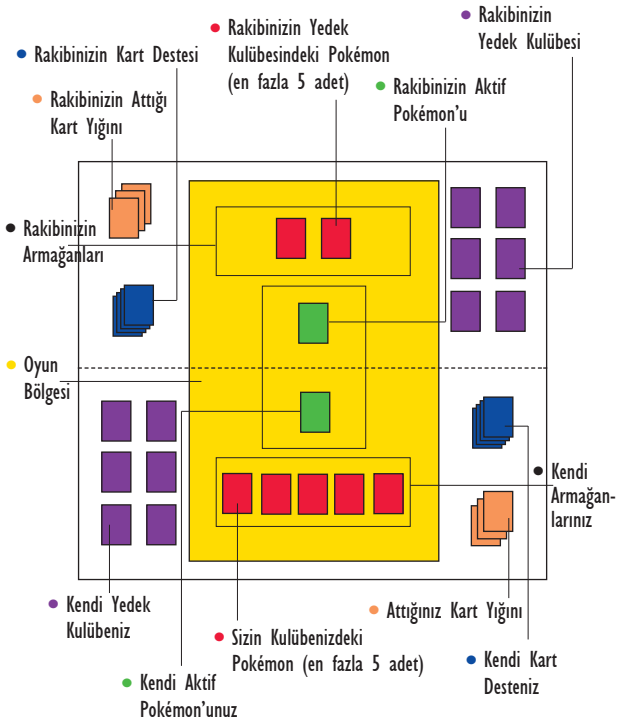 Rakibinizin
Yedek Kulübesi
Rakibinizin Yedek
Kulübesindeki Pokémon
(en fazla 5 adet)
Rakibinizin Kart Destesi
Rakibinizin Aktif
Pokémon'u
Rakibinizin Attığı
Kart Yığını
Rakibinizin
Armağanları
Oyun
Bölgesi
Kendi
Armağan-
larınız
Kendi Yedek
Kulübeniz
Attığınız Kart Yığını
Sizin Kulübenizdeki
Pokémon (en fazla 5 adet)
Kendi Kart
Desteniz
Kendi Aktif
Pokémon'unuz